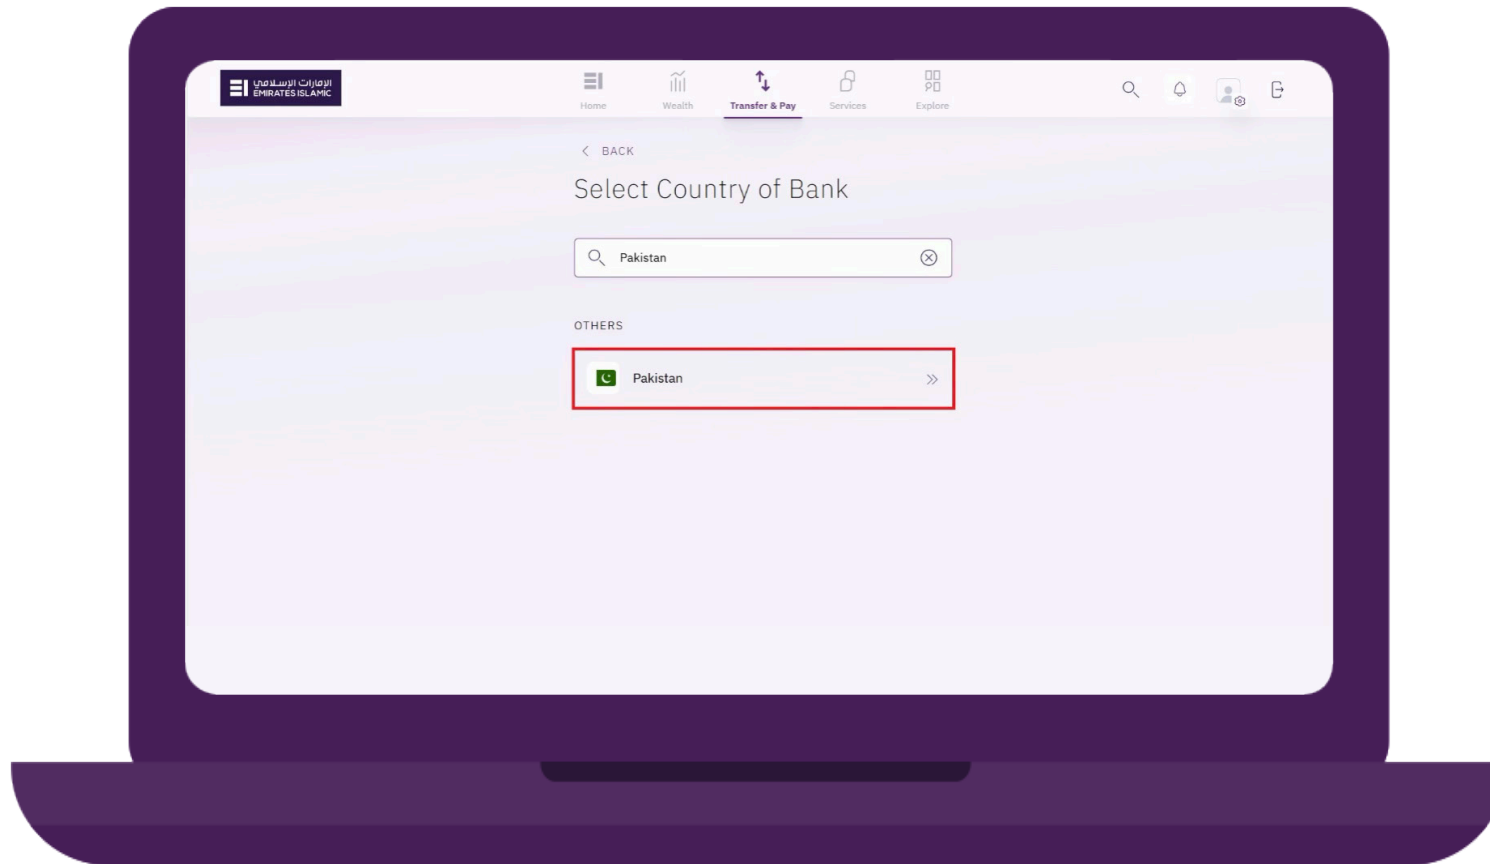 الإمارات الإسلامي
EMIRATES ISLAMIC
Home Wealth Transfer & Pay Services Explore
BACK
Select Country of Bank
Pakistan
OTHERS
Pakistan